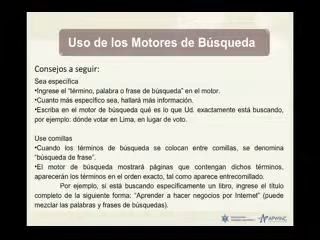 Uso de los Motores de Búsqueda
Consejos a seguir:
Sea especifica
•Ingrese el "término, palabra o frase de búsqueda" en el motor.
•Cuanto más específico sea, hallará más información.
•Escriba en el motor de búsqueda qué es lo que Ud. exactamente está buscando,
por ejemplo: dónde votar en Lima, en lugar de voto.
Use comillas
•Cuando los términos de búsqueda se colocan entre comillas, se denomina
"búsqueda de frase".
•El motor de búsqueda mostrará páginas que contengan dichos términos,
aparecerán los términos en el orden exacto, tal como aparece entrecomillado.
Por ejemplo, si está buscando específicamente un libro, ingrese el título
completo de la siguiente forma: "Aprender a hacer negocios por Internet" (puede
mezclar las palabras y frases de búsquedas).
APWINC